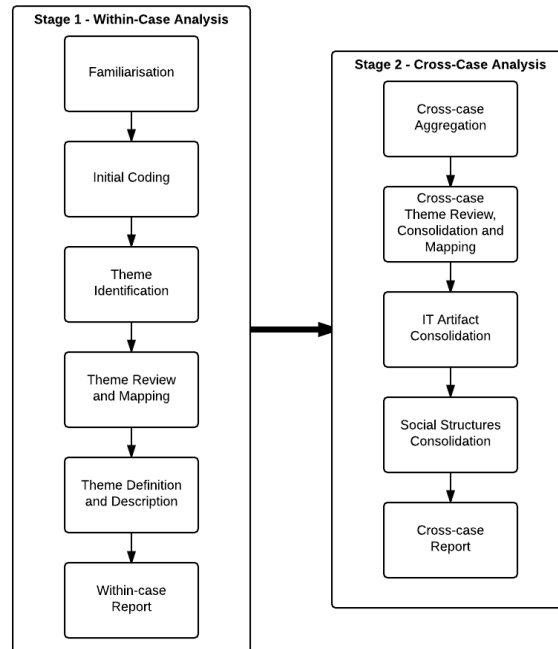 Stage 1 - Within-Case Analysis
Familiarisation
Initial Coding
Theme
Identification
Theme Review
and Mapping
Theme Definition
and Description
Within-case
Report
Stage 2 - Cross-Case Analysis
Cross-case
Aggregation
Cross-case
Theme Review,
Consolidation and
Mapping
IT Artifact
Consolidation
Social Structures
Consolidation
Cross-case
Report